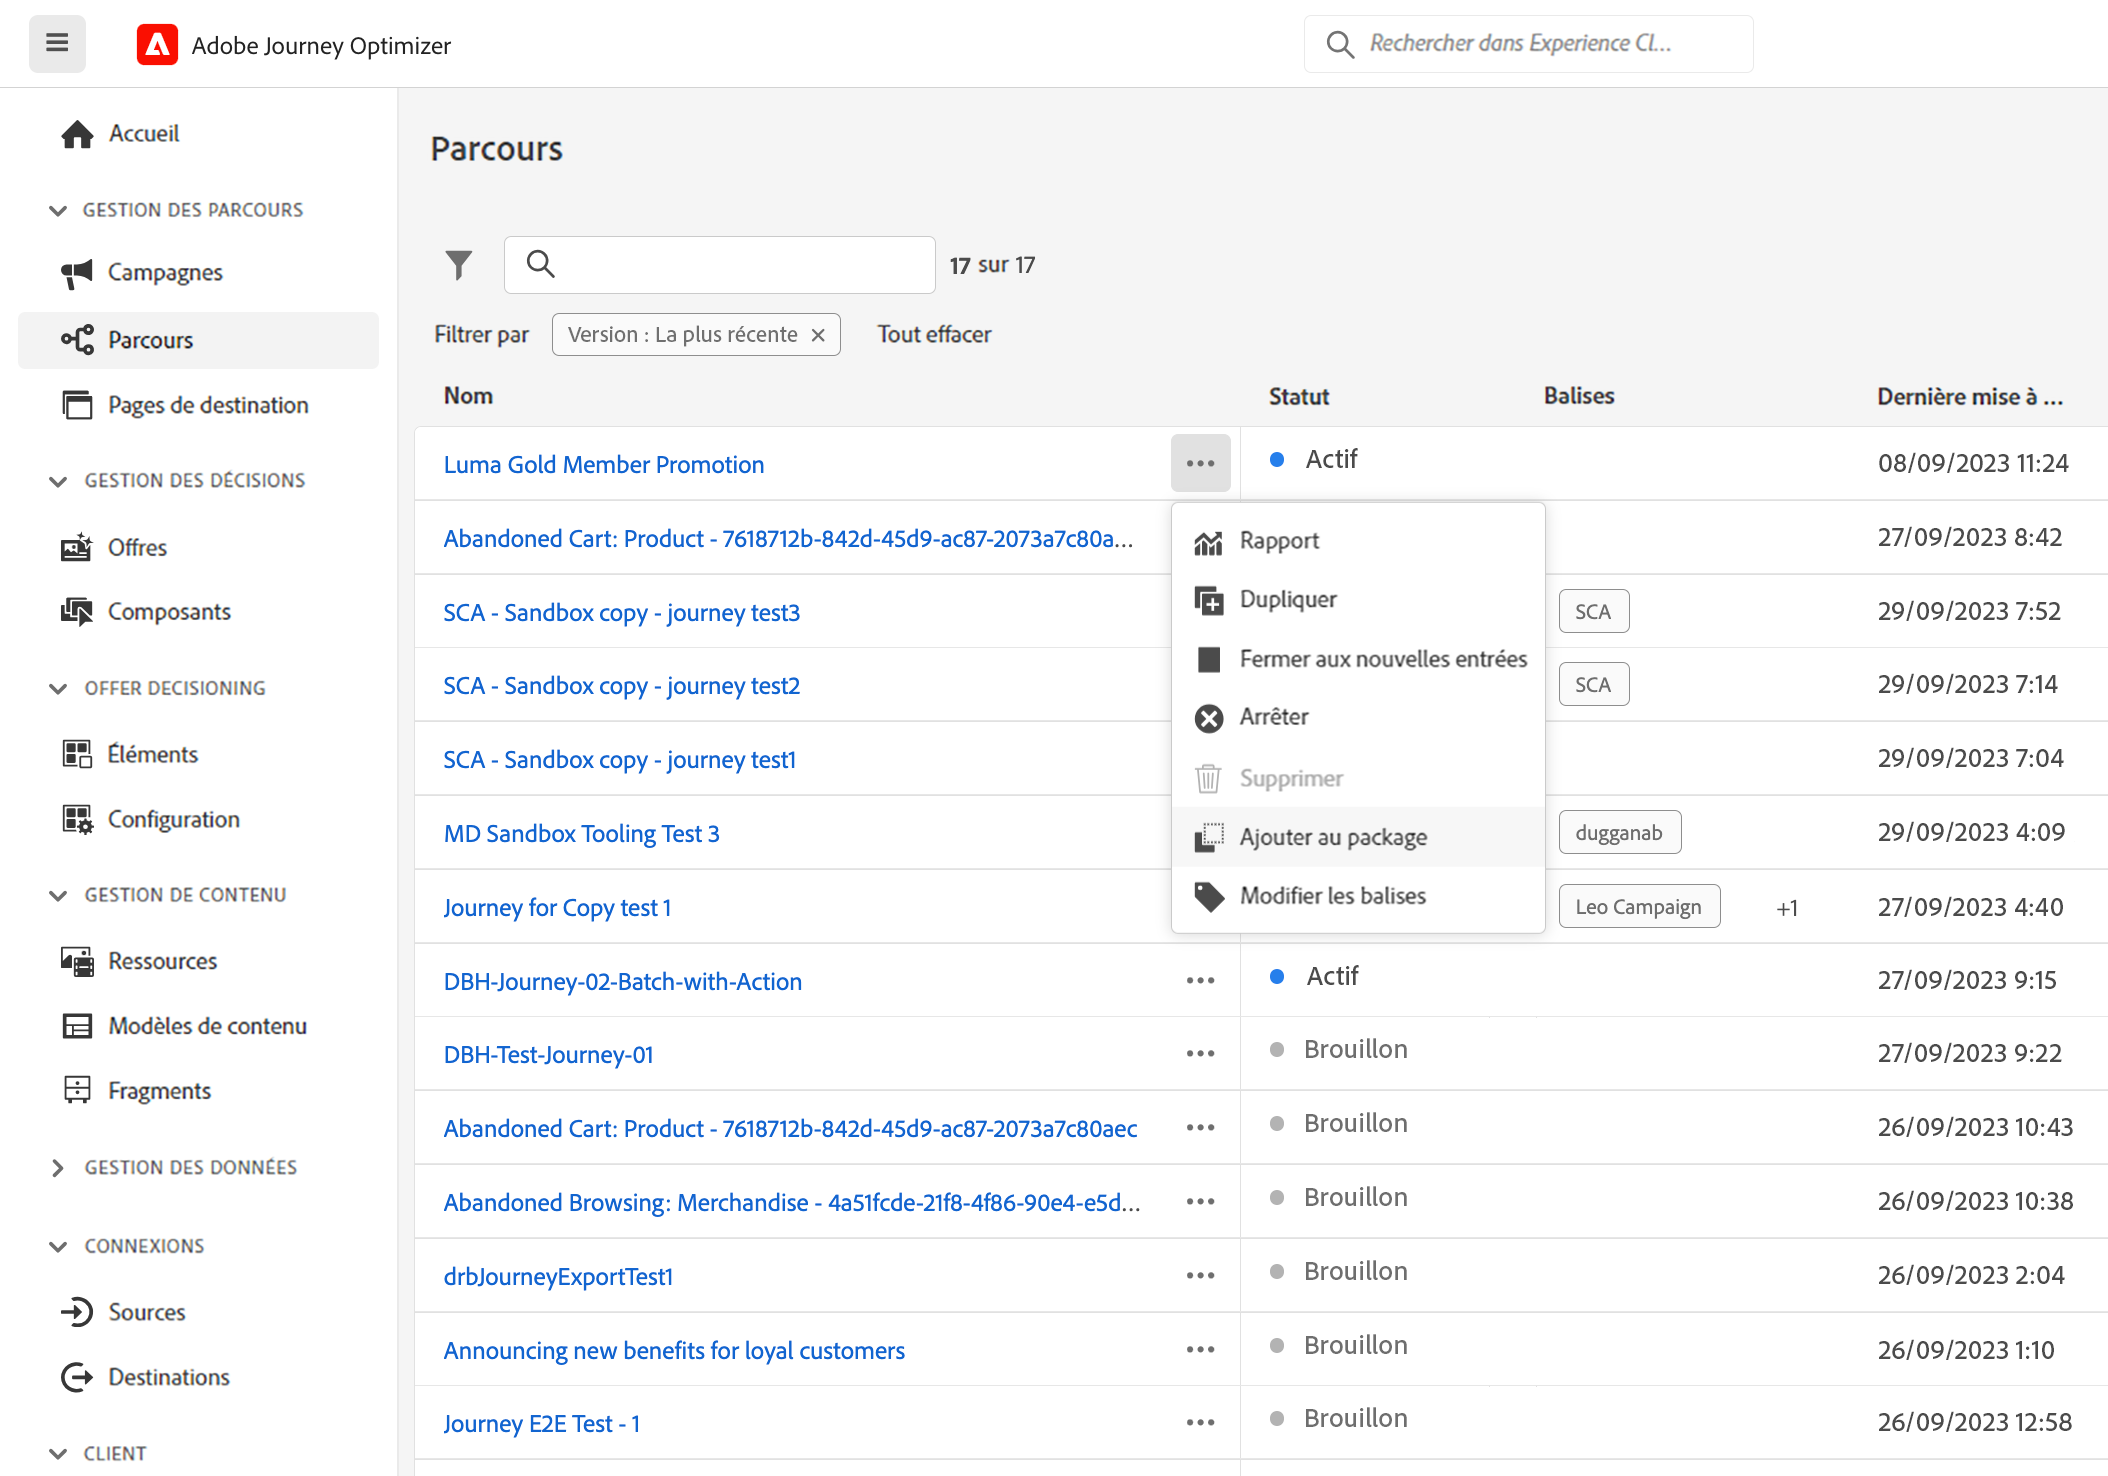 Adobe Journey Optimizer
Rechercher dans Experience Cl...
Accueil
GESTION DES PARCOURS
Campagnes
Parcours
Pages de destination
GESTION DES DÉCISIONS
Offres
Composants
OFFER DECISIONING
Éléments
Configuration
GESTION DE CONTENU
Ressources
Modèles de contenu
Fragments
GESTION DES DONNÉES
CONNEXIONS
Sources
Destinations
CLIENT
Parcours
17 sur 17
Filtrer par Version : La plus récente Tout effacer
Nom Statut Balises Dernière mise à ...
Luma Gold Member Promotion Actif 08/09/2023 11:24
Abandoned Cart: Product - 7618712b-842d-45d9-ac87-2073a7c80a... 27/09/2023 8:42
SCA - Sandbox copy - journey test3 SCA 29/09/2023 7:52
SCA - Sandbox copy - journey test2 SCA 29/09/2023 7:14
SCA - Sandbox copy - journey test1 29/09/2023 7:04
MD Sandbox Tooling Test 3 dugganab 29/09/2023 4:09
Journey for Copy test 1 Leo Campaign +1 27/09/2023 4:40
Rapport
Dupliquer
Fermer aux nouvelles entrées
Arrêter
Supprimer
Ajouter au package
Modifier les balises
DBH-Journey-02-Batch-with-Action Actif 27/09/2023 9:15
DBH-Test-Journey-01 Brouillon 27/09/2023 9:22
Abandoned Cart: Product - 7618712b-842d-45d9-ac87-2073a7c80aec Brouillon 26/09/2023 10:43
Abandoned Browsing: Merchandise - 4a51fcde-21f8-4f86-90e4-e5d... Brouillon 26/09/2023 10:38
drbJourneyExportTest1 Brouillon 26/09/2023 2:04
Announcing new benefits for loyal customers Brouillon 26/09/2023 1:10
Journey E2E Test - 1 Brouillon 26/09/2023 12:58